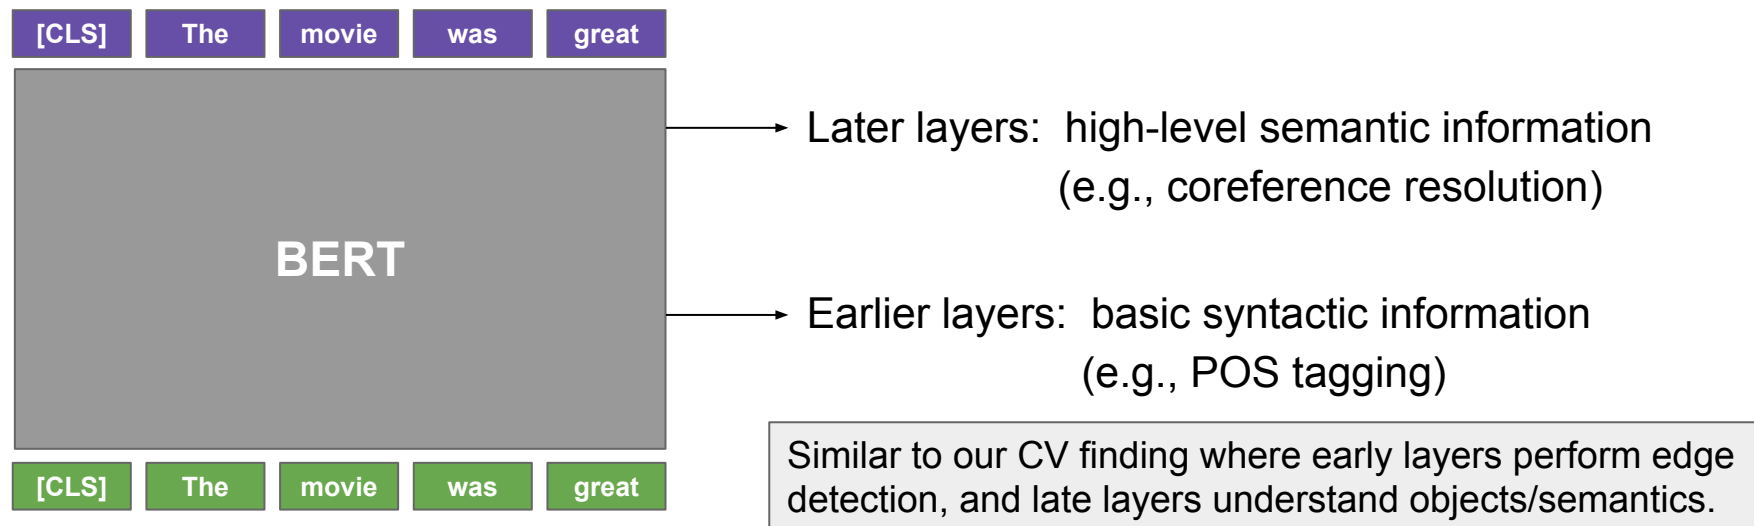 [CLS] The movie was great
BERT
Later layers: high-level semantic information
(e.g., coreference resolution)
Earlier layers: basic syntactic information
(e.g., POS tagging)
Similar to our CV finding where early layers perform edge
detection, and late layers understand objects/semantics.
[CLS] The movie was great